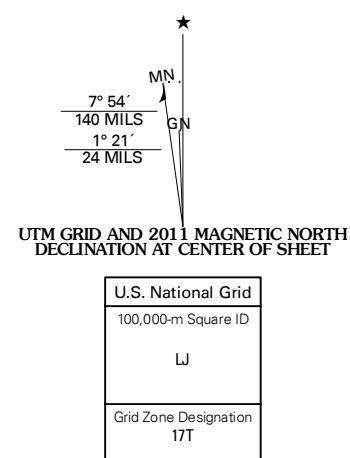 ★
MN
7° 54´
140 MILS
GN
1° 21´
24 MILS
UTM GRID AND 2011 MAGNETIC NORTH
DECLINATION AT CENTER OF SHEET
U.S. National Grid
100,000-m Square ID
LJ
Grid Zone Designation
17T